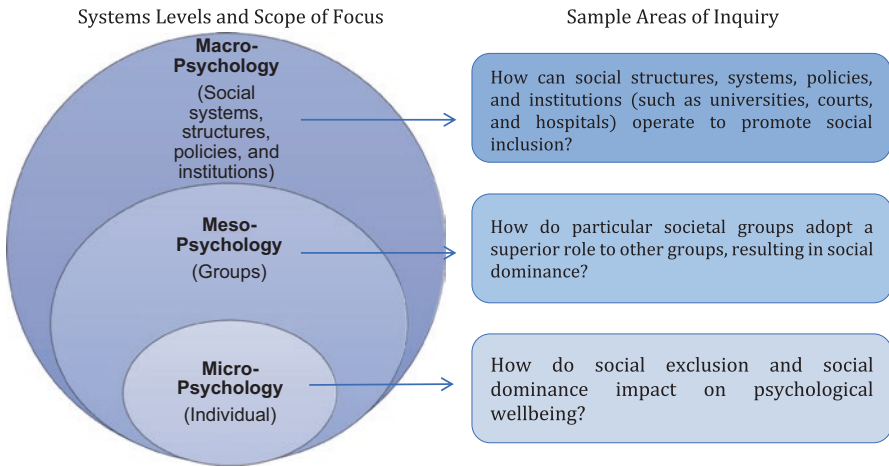 Systems Levels and Scope of Focus
Sample Areas of Inquiry
Macro-
Psychology
(Social
systems,
structures,
policies, and
institutions)
How can social structures, systems, policies,
and institutions (such as universities, courts,
and hospitals) operate to promote social
inclusion?
Meso-
Psychology
(Groups)
How do particular societal groups adopt a
superior role to other groups, resulting in social
dominance?
Micro-
Psychology
(Individual)
How do social exclusion and social
dominance impact on psychological
wellbeing?